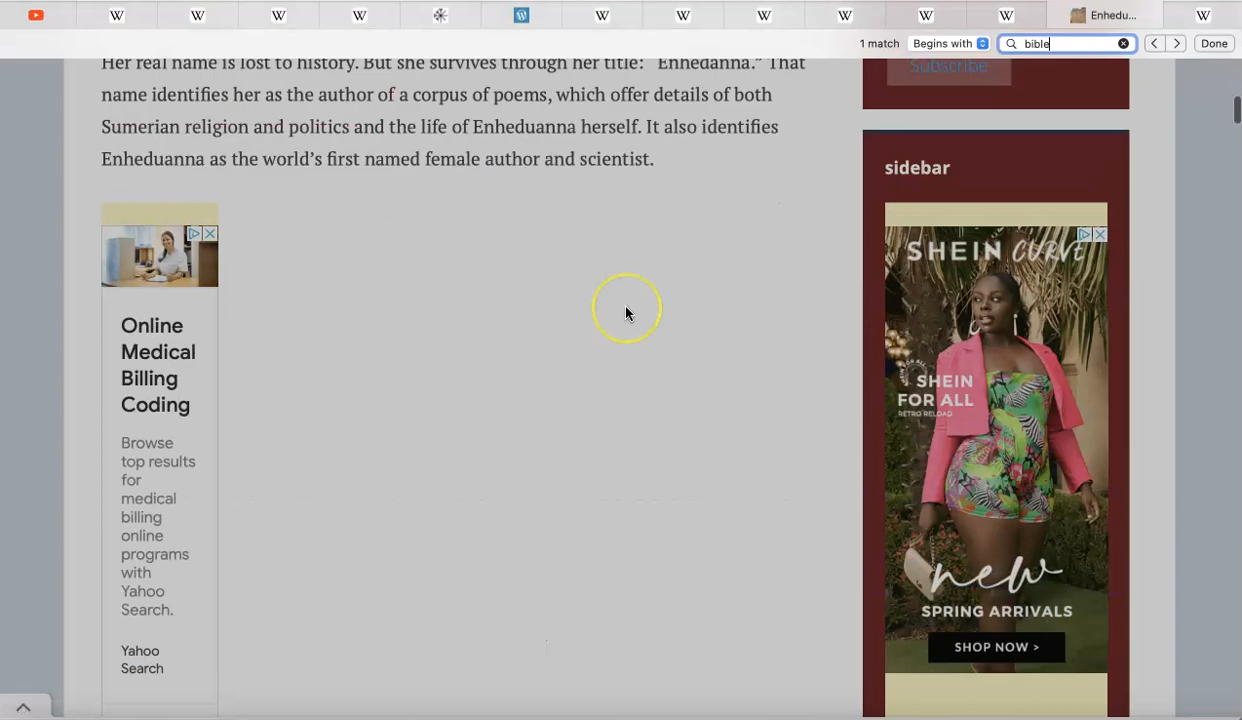 Enhedu...
1 match
Begins with
bible
Done
Her real name is lost to history. But she survives through her title: “Enhedanna.” That
name identifies her as the author of a corpus of poems, which offer details of both
Sumerian religion and politics and the life of Enheduanna herself. It also identifies
Enheduanna as the world’s first named female author and scientist.
Subscribe
sidebar
Online
Medical
Billing
Coding
Browse
top results
for
medical
billing
online
programs
with
Yahoo
Search.
Yahoo
Search
SHEIN CURVE
SHEIN
FOR ALL
RETRO RELOAD
new
SPRING ARRIVALS
SHOP NOW >